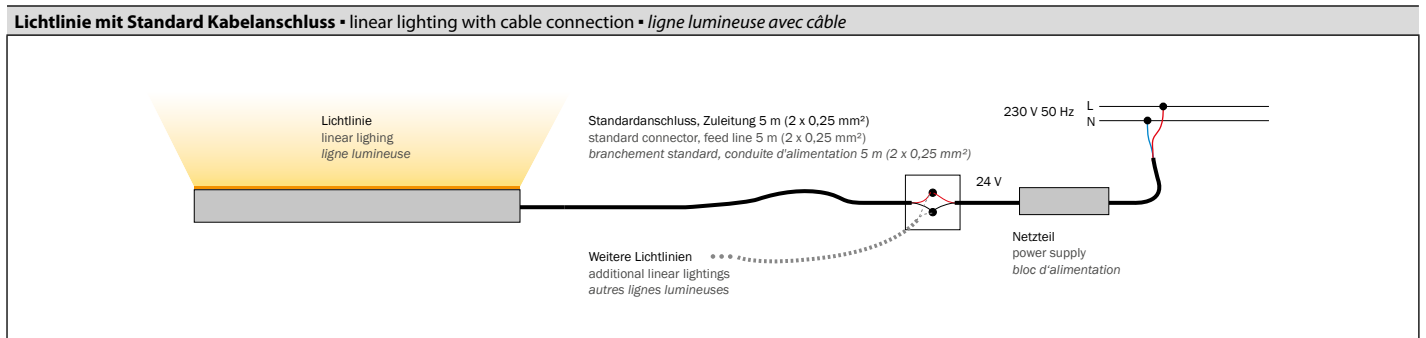 Lichtlinie mit Standard Kabelanschluss ▪ linear lighting with cable connection ▪ ligne lumineuse avec câble
Lichtlinie
linear lighing
ligne lumineuse
Standardanschluss, Zuleitung 5 m (2 x 0,25 mm²)
standard connector, feed line 5 m (2 x 0,25 mm²)
branchement standard, conduite d'alimentation 5 m (2 x 0,25 mm²)
230 V 50 Hz
L
N
24 V
Weitere Lichtlinien
additional linear lightings
autres lignes lumineuses
Netzteil
power supply
bloc d'alimentation